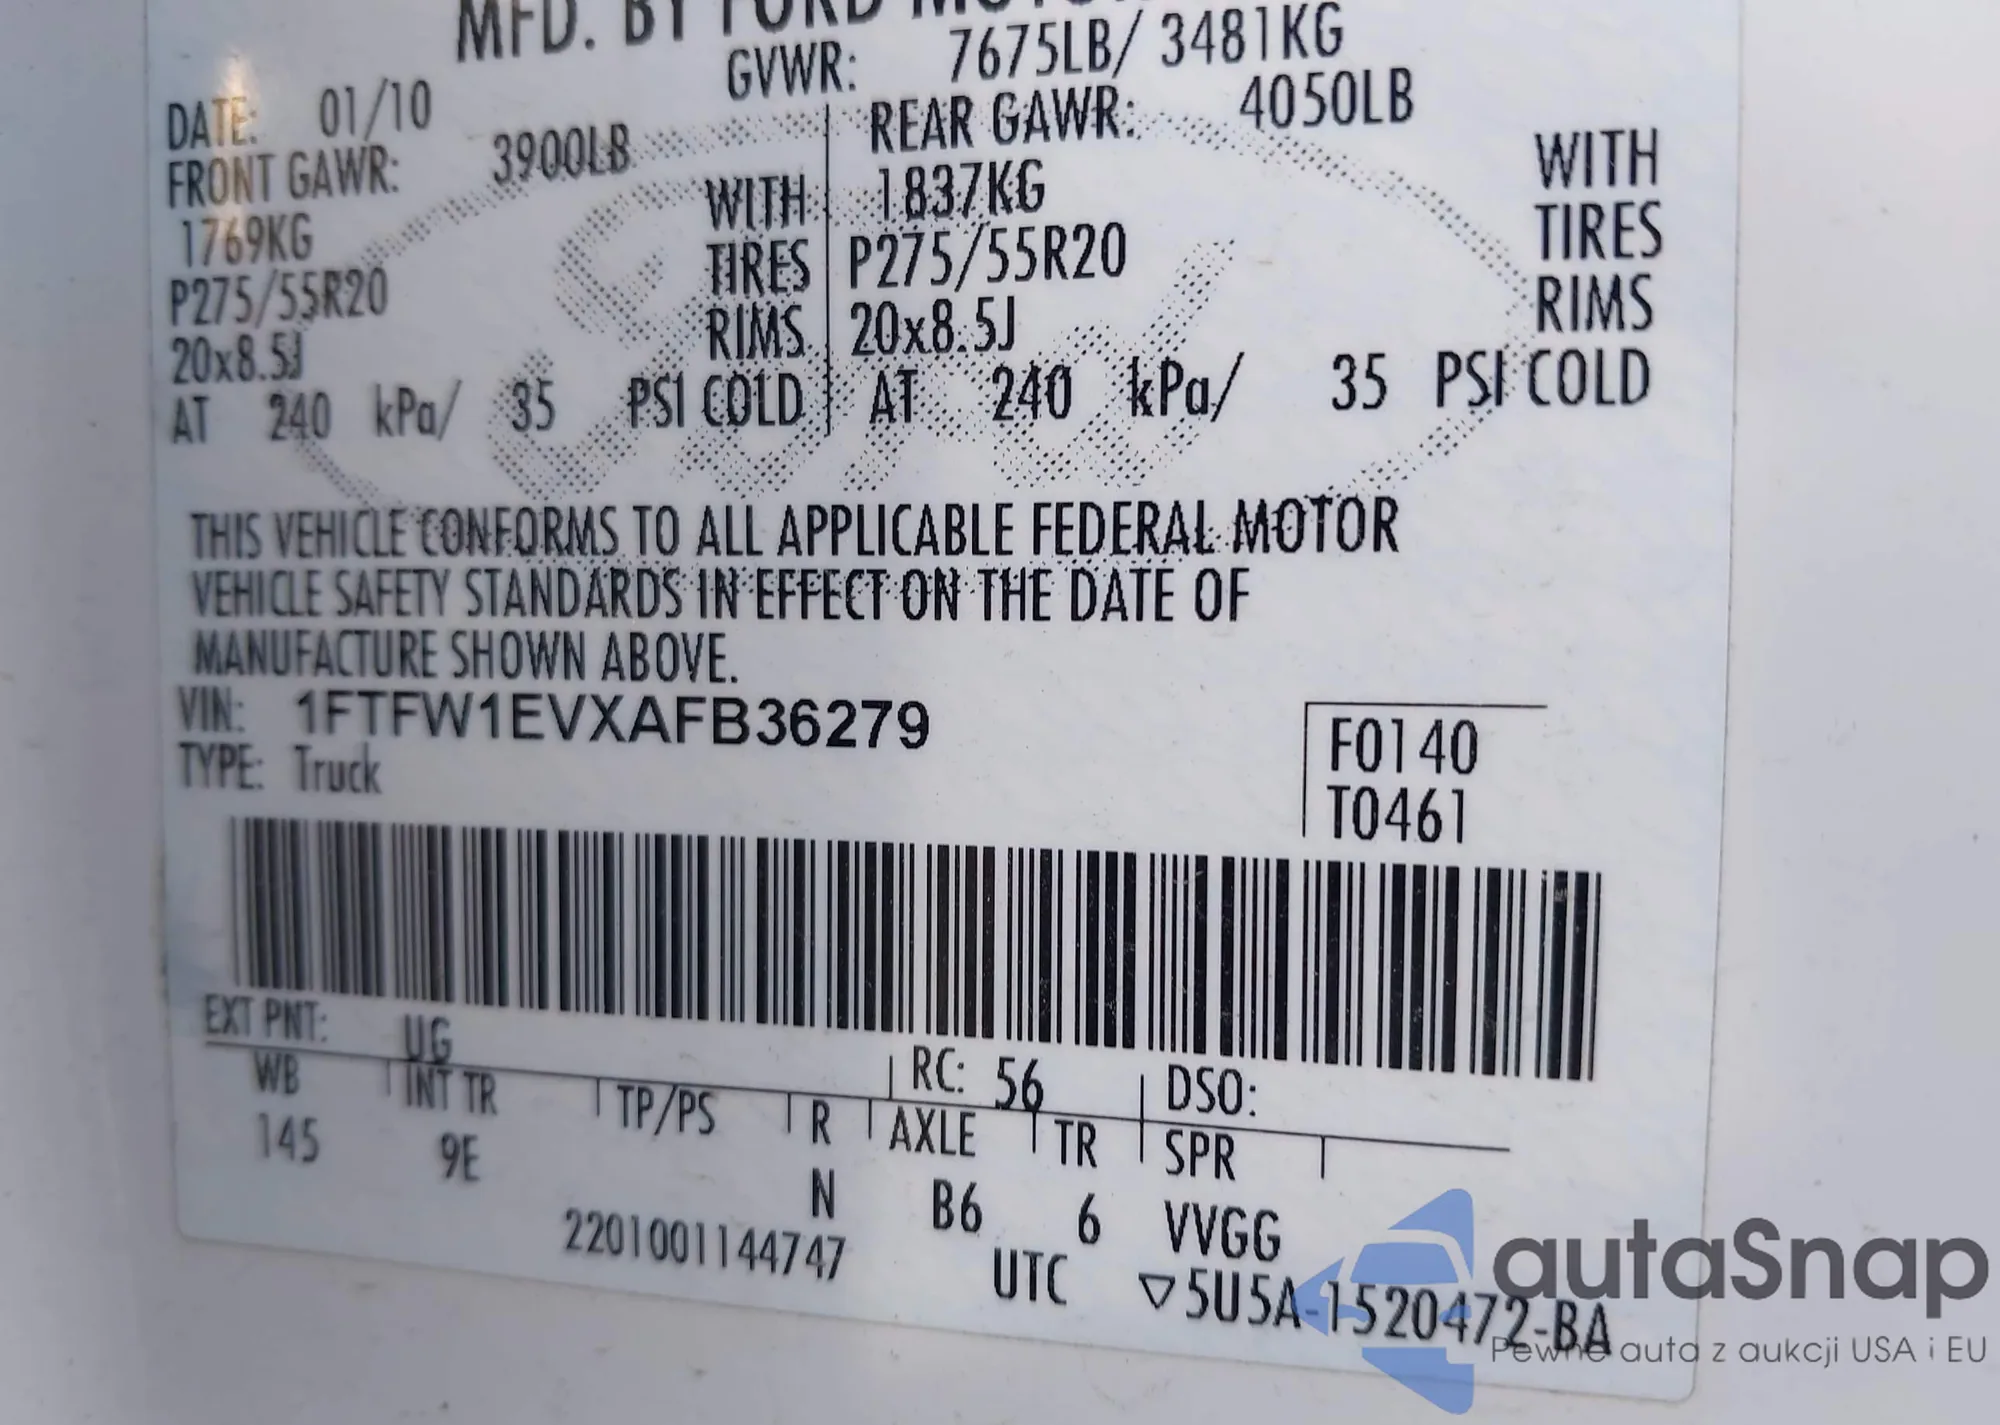 MFD. BY FORD MOTOR
GVWR: 7675LB/ 3481KG
DATE: 01/10
FRONT GAWR: 3900LB
1769KG
P275/55R20
20x8.5J
WITH
TIRES
RIMS
AT 240 kPa/ 35 PSI COLD
REAR GAWR: 4050LB
1837KG
P275/55R20
20x8.5J
WITH
TIRES
RIMS
AT 240 kPa/ 35 PSI COLD
THIS VEHICLE CONFORMS TO ALL APPLICABLE FEDERAL MOTOR
VEHICLE SAFETY STANDARDS IN EFFECT ON THE DATE OF
MANUFACTURE SHOWN ABOVE.
VIN: 1FTFW1EVXAFB36279
TYPE: Truck
F0140
T0461
EXT PNT: UG RC: 56 DSO:
WB INT TR TP/PS R AXLE TR SPR
145 9E N B6 6 VVGG
2201001144747 UTC ▽5U5A-1520472-BA
autaSnap
Pewne auta z aukcji USA i EU